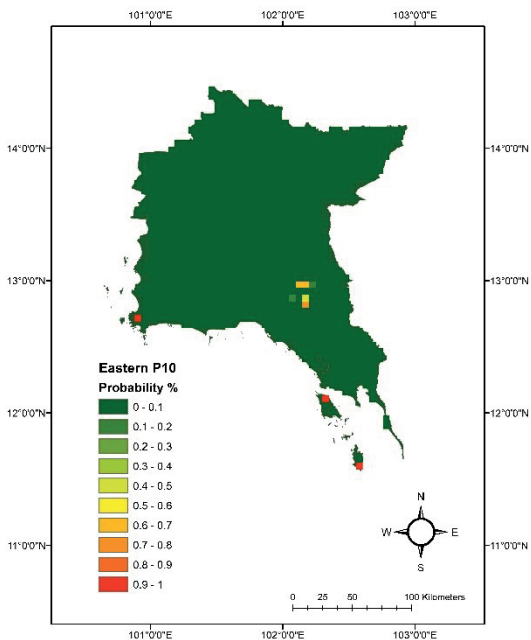 101°0'0"E 102°0'0"E 103°0'0"E
14°0'0"N 14°0'0"N
13°0'0"N 13°0'0"N
12°0'0"N 12°0'0"N
11°0'0"N 11°0'0"N
Eastern P10
Probability %
0 - 0.1
0.1 - 0.2
0.2 - 0.3
0.3 - 0.4
0.4 - 0.5
0.5 - 0.6
0.6 - 0.7
0.7 - 0.8
0.8 - 0.9
0.9 - 1
N
W E
S
0 25 50 100 Kilometers
101°0'0"E 102°0'0"E 103°0'0"E